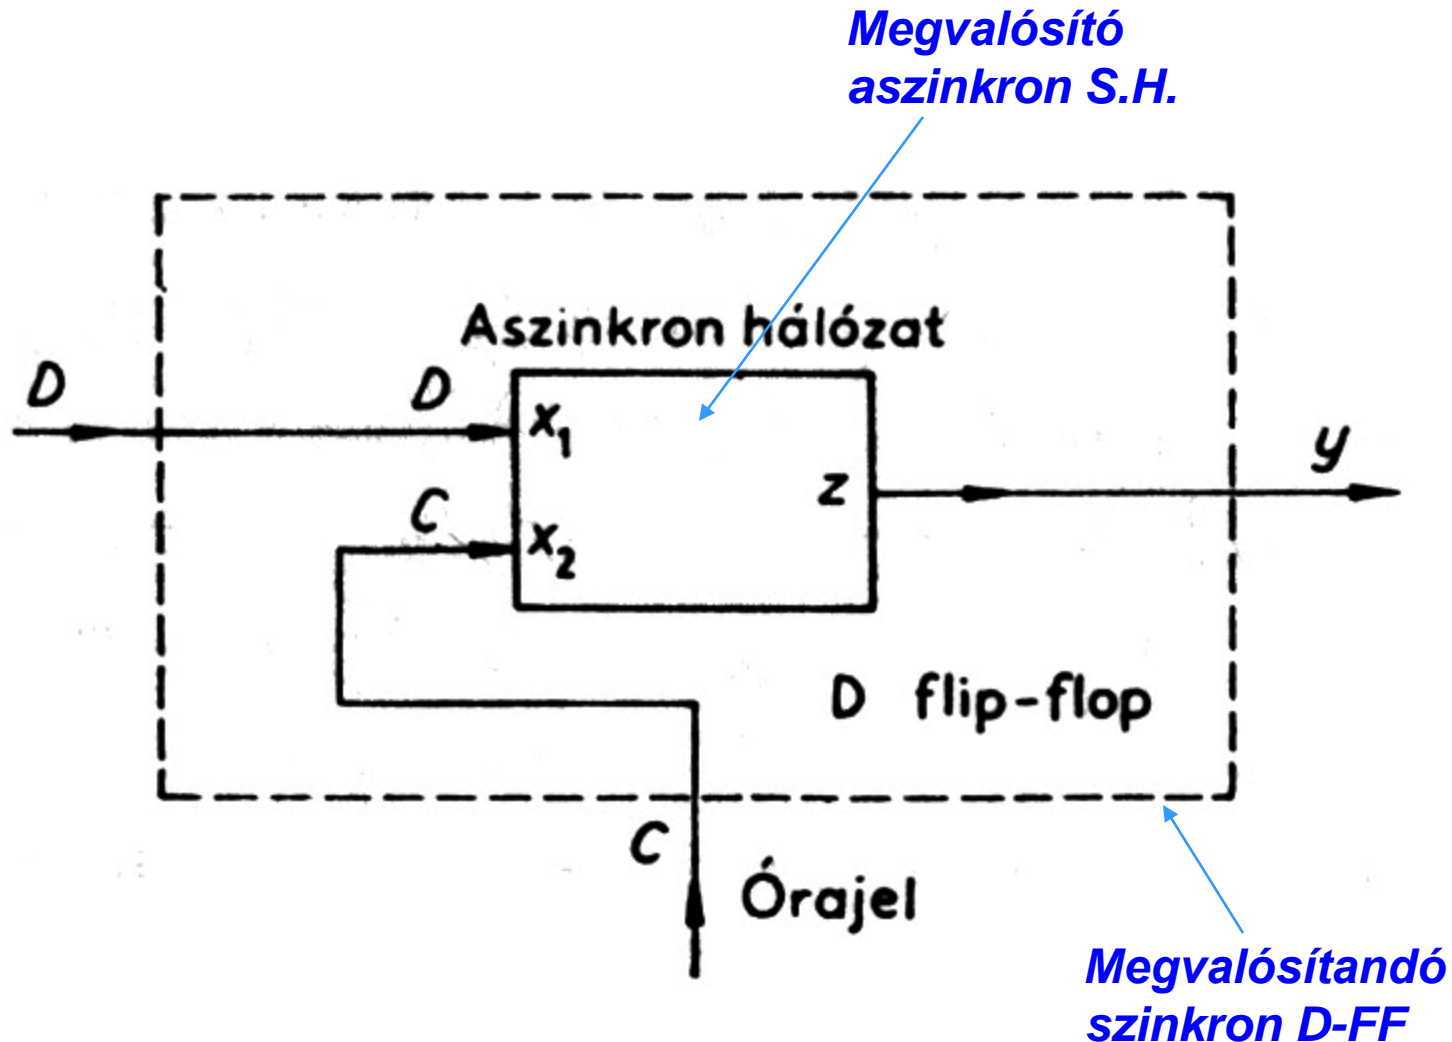 Megvalósító
aszinkron S.H.
Aszinkron hálózat
D
D
x₁
y
z
C
x₂
D flip-flop
C
Órajel
Megvalósítandó
szinkron D-FF